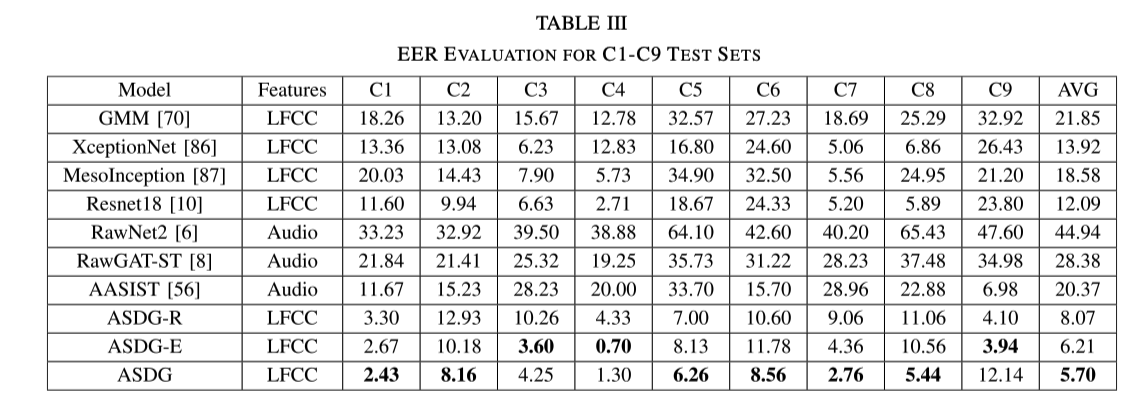 TABLE III
EER EVALUATION FOR C1-C9 TEST SETS
Model Features C1 C2 C3 C4 C5 C6 C7 C8 C9 AVG
GMM [70] LFCC 18.26 13.20 15.67 12.78 32.57 27.23 18.69 25.29 32.92 21.85
XceptionNet [86] LFCC 13.36 13.08 6.23 12.83 16.80 24.60 5.06 6.86 26.43 13.92
MesoInception [87] LFCC 20.03 14.43 7.90 5.73 34.90 32.50 5.56 24.95 21.20 18.58
Resnet18 [10] LFCC 11.60 9.94 6.63 2.71 18.67 24.33 5.20 5.89 23.80 12.09
RawNet2 [6] Audio 33.23 32.92 39.50 38.88 64.10 42.60 40.20 65.43 47.60 44.94
RawGAT-ST [8] Audio 21.84 21.41 25.32 19.25 35.73 31.22 28.23 37.48 34.98 28.38
AASIST [56] Audio 11.67 15.23 28.23 20.00 33.70 15.70 28.96 22.88 6.98 20.37
ASDG-R LFCC 3.30 12.93 10.26 4.33 7.00 10.60 9.06 11.06 4.10 8.07
ASDG-E LFCC 2.67 10.18 3.60 0.70 8.13 11.78 4.36 10.56 3.94 6.21
ASDG LFCC 2.43 8.16 4.25 1.30 6.26 8.56 2.76 5.44 12.14 5.70